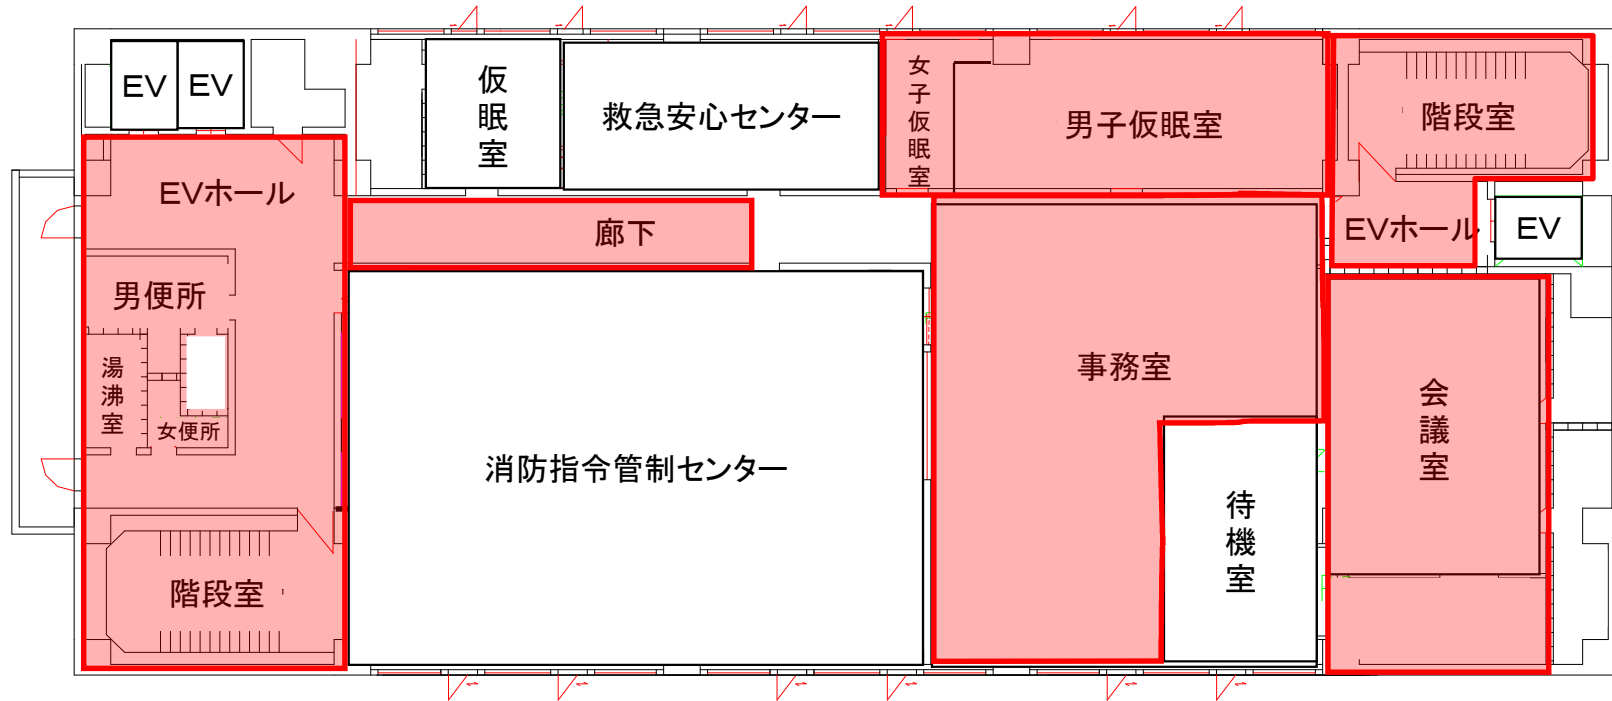 EV
EV
仮眠室
救急安心センター
女子仮眠室
男子仮眠室
階段室
EVホール
廊下
EVホール
EV
男便所
湯沸室
女便所
事務室
会議室
消防指令管制センター
待機室
階段室